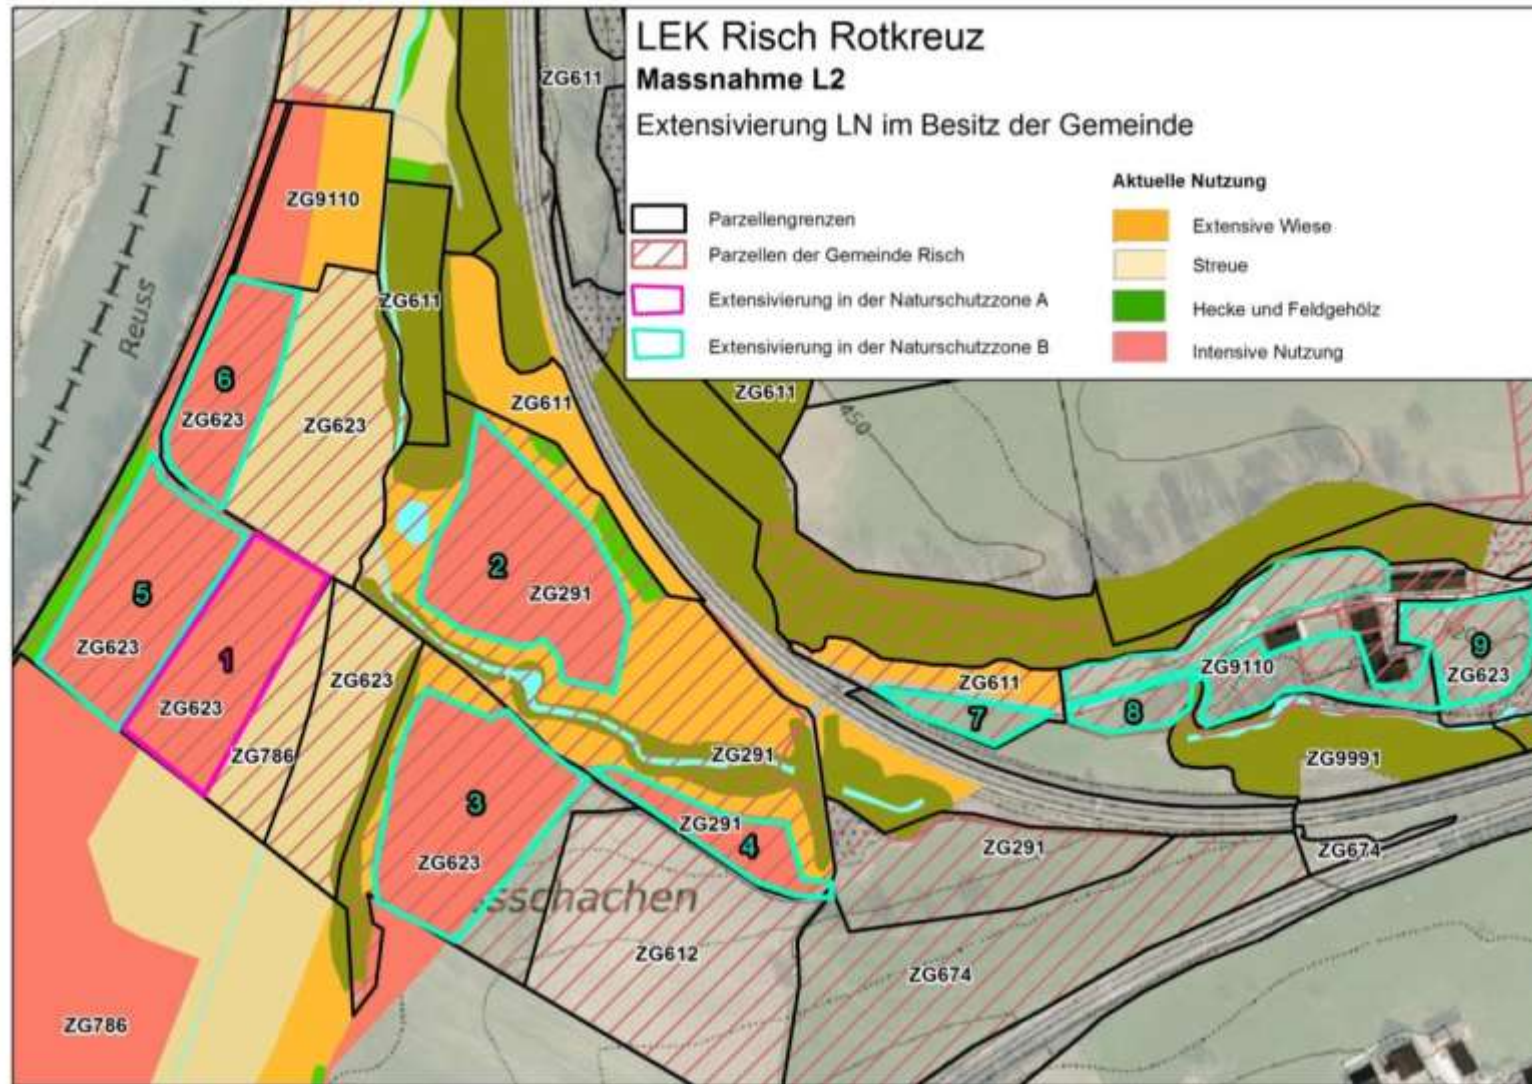 LEK Risch Rotkreuz
Massnahme L2
Extensivierung LN im Besitz der Gemeinde
Aktuelle Nutzung
Parzellengrenzen
Parzellen der Gemeinde Risch
Extensivierung in der Naturschutzzone A
Extensivierung in der Naturschutzzone B
Extensive Wiese
Streue
Hecke und Feldgehölz
Intensive Nutzung
ZG611
ZG9110
ZG611
Reuss
6
ZG623
ZG623
ZG611
ZG611
450
2
ZG291
5
ZG623
1
ZG623
ZG623
ZG786
ZG611
7
8
ZG9110
9
ZG623
ZG291
ZG9991
3
ZG623
ZG291
4
ZG291
ZG674
sschachen
ZG612
ZG674
ZG786